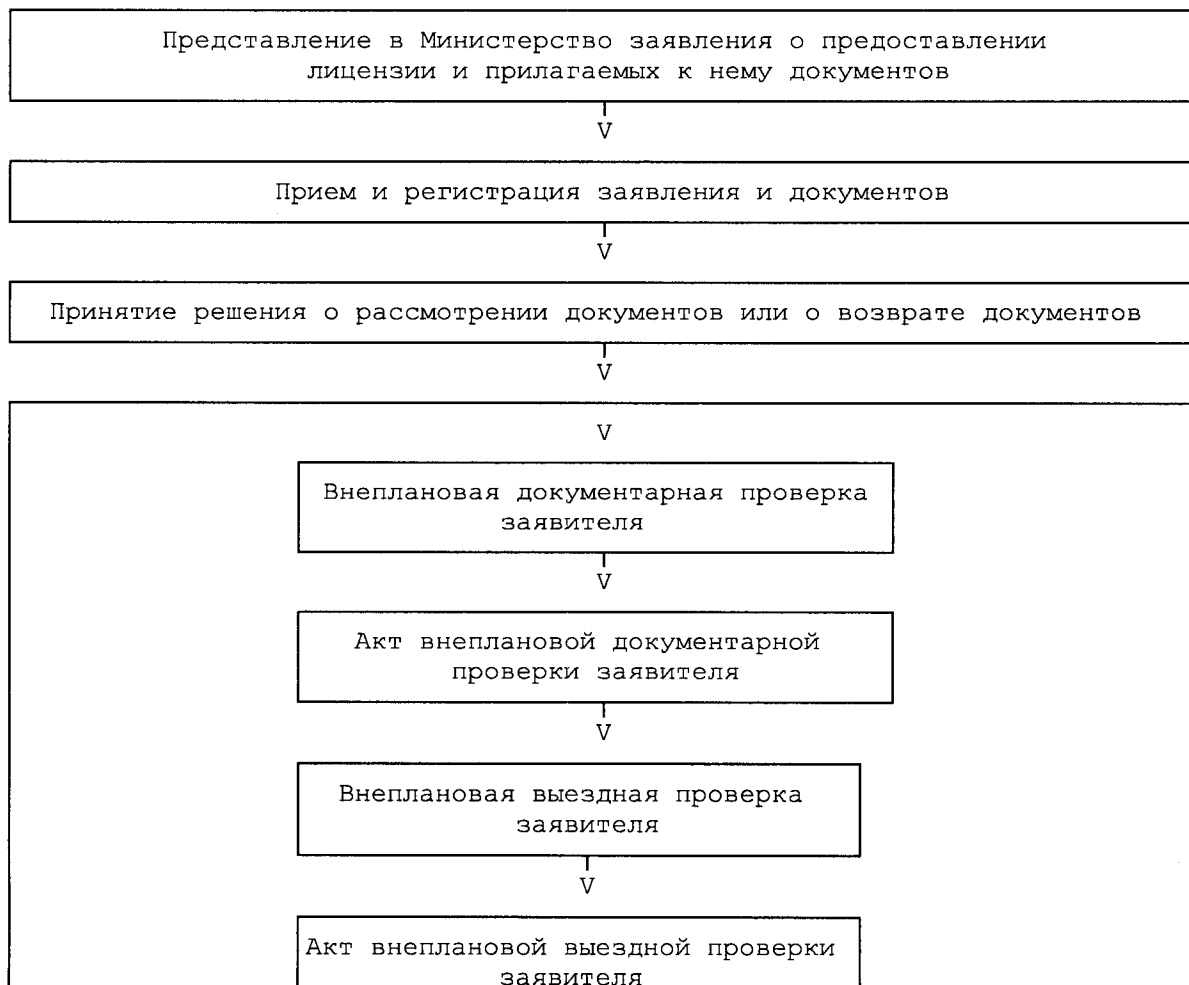 Представление в Министерство заявления о предоставлении
лицензии и прилагаемых к нему документов
V
Прием и регистрация заявления и документов
V
Принятие решения о рассмотрении документов или о возврате документов
V
V
Внеплановая документарная проверка
заявителя
V
Акт внеплановой документарной
проверки заявителя
V
Внеплановая выездная проверка
заявителя
V
Акт внеплановой выездной проверки
заявителя